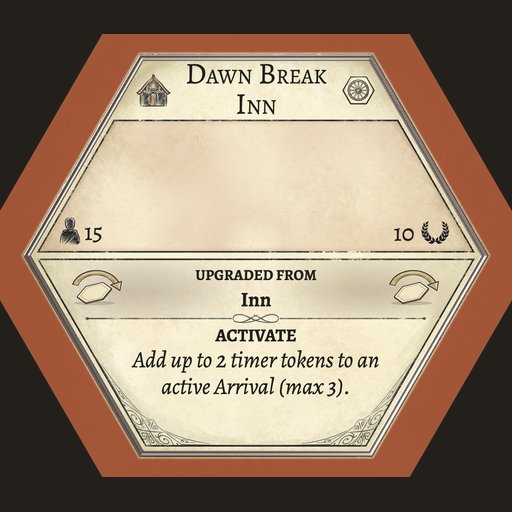 Dawn Break
Inn
15
10
UPGRADED FROM
Inn
ACTIVATE
Add up to 2 timer tokens to an
active Arrival (max 3).